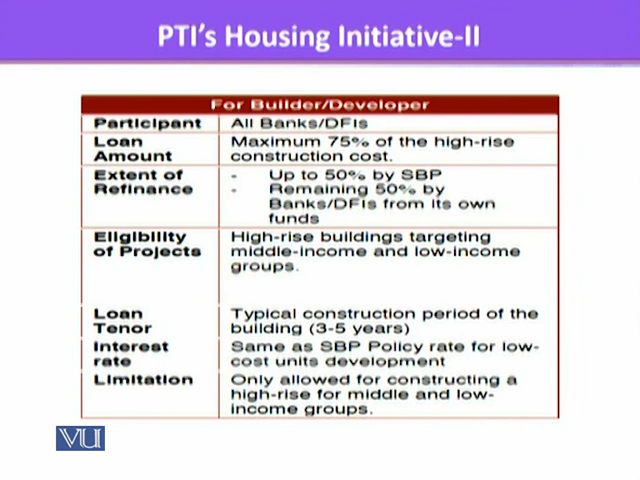 PTI's Housing Initiative-II
For Builder/Developer
Participant All Banks/DFIs
Loan Amount Maximum 75% of the high-rise
construction cost.
Extent of Refinance - Up to 50% by SBP
- Remaining 50% by
Banks/DFIs from its own
funds
Eligibility of Projects High-rise buildings targeting
middle-income and low-income
groups.
Loan Tenor Typical construction period of the
building (3-5 years)
Interest rate Same as SBP Policy rate for low-
cost units development
Limitation Only allowed for constructing a
high-rise for middle and low-
income groups.
VU